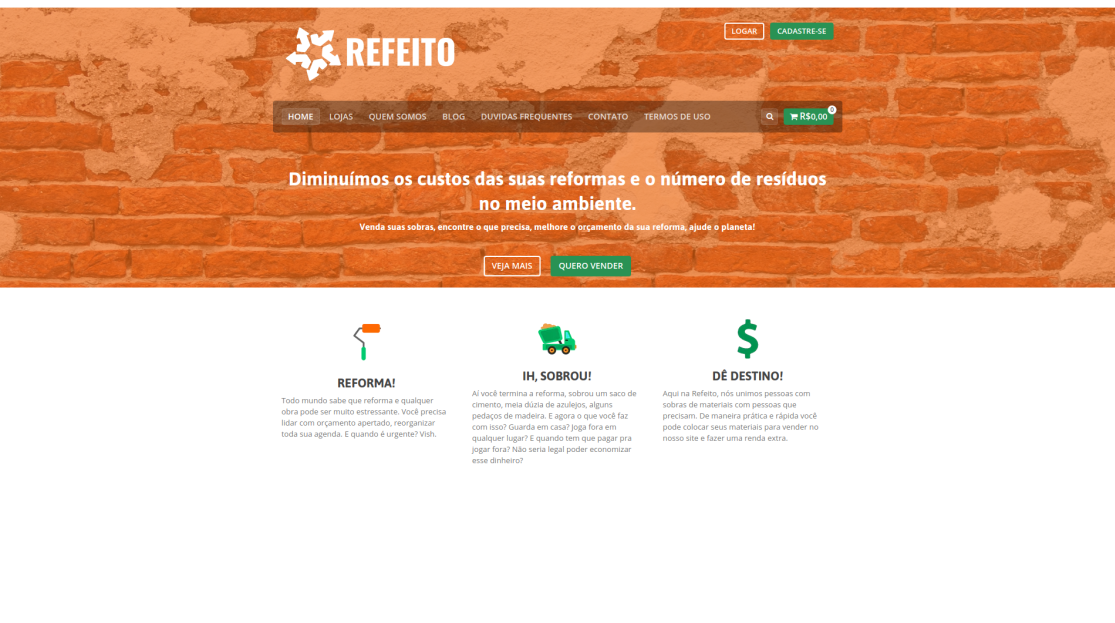 REFEITO
LOGAR
CADASTRE-SE
HOME
LOJAS
QUEM SOMOS
BLOG
DUVIDAS FREQUENTES
CONTATO
TERMOS DE USO
R$0,00
0
Diminuímos os custos das suas reformas e o número de resíduos
no meio ambiente.
Venda suas sobras, encontre o que precisa, melhore o orçamento da sua reforma, ajude o planeta!
VEJA MAIS
QUERO VENDER
REFORMA!
Todo mundo sabe que reforma e qualquer
obra pode ser muito estressante. Você precisa
lidar com orçamento apertado, reorganizar
toda sua agenda. E quando é urgente? Vish.
IH, SOBROU!
Aí você termina a reforma, sobrou um saco de
cimento, meia dúzia de azulejos, alguns
pedaços de madeira. E agora o que você faz
com isso? Guarda em casa? Joga fora em
qualquer lugar? E quando tem que pagar pra
jogar fora? Não seria legal poder economizar
esse dinheiro?
DÊ DESTINO!
Aqui na Refeito, nós unimos pessoas com
sobras de materiais com pessoas que
precisam. De maneira prática e rápida você
pode colocar seus materiais para vender no
nosso site e fazer uma renda extra.